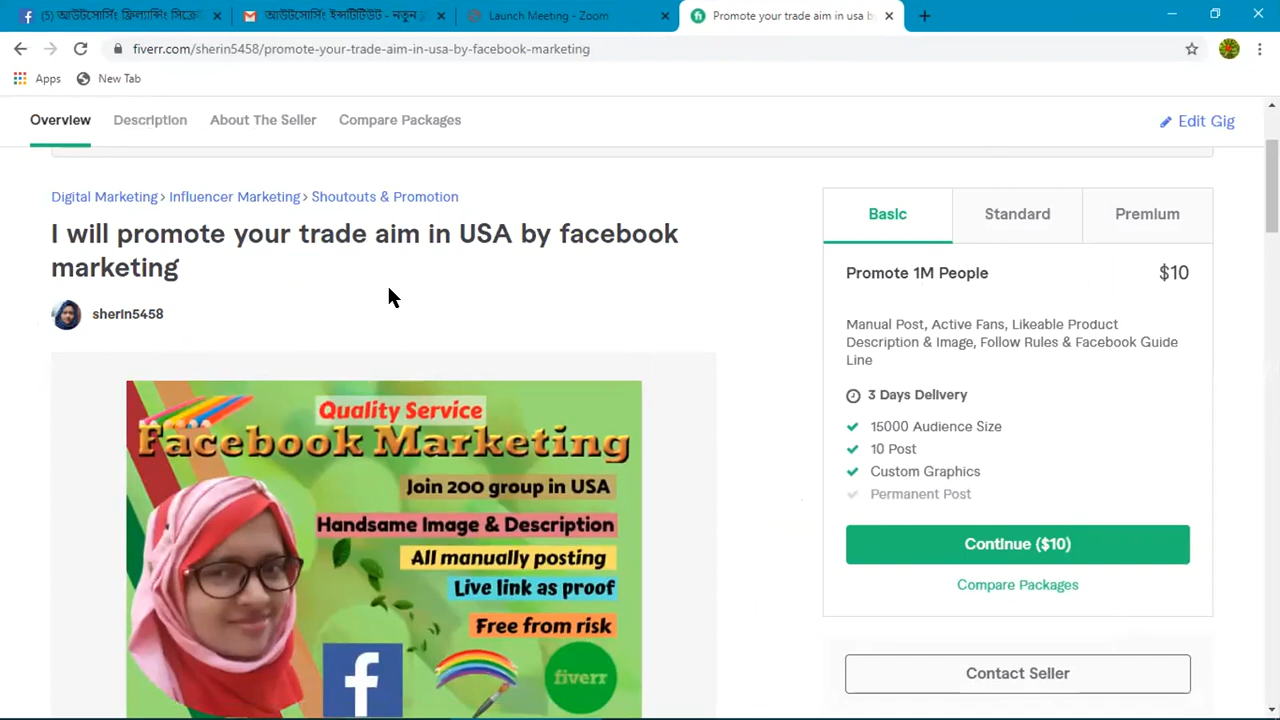 (5) আউটসোর্সিং ফ্রিল্যান্সিং সিক্রে
আউটসোর্সিং ইন্সটিটিউট - নতুন
Launch Meeting - Zoom
Promote your trade aim in usa b
fiverr.com/sherin5458/promote-your-trade-aim-in-usa-by-facebook-marketing
Apps
New Tab
Overview
Description
About The Seller
Compare Packages
Edit Gig
Digital Marketing › Influencer Marketing › Shoutouts & Promotion
I will promote your trade aim in USA by facebook
marketing
sherin5458
Quality Service
Facebook Marketing
Join 200 group in USA
Handsame Image & Description
All manually posting
Live link as proof
Free from risk
f
fiverr
Basic
Standard
Premium
Promote 1M People
$10
Manual Post, Active Fans, Likeable Product
Description & Image, Follow Rules & Facebook Guide
Line
3 Days Delivery
15000 Audience Size
10 Post
Custom Graphics
Permanent Post
Continue ($10)
Compare Packages
Contact Seller